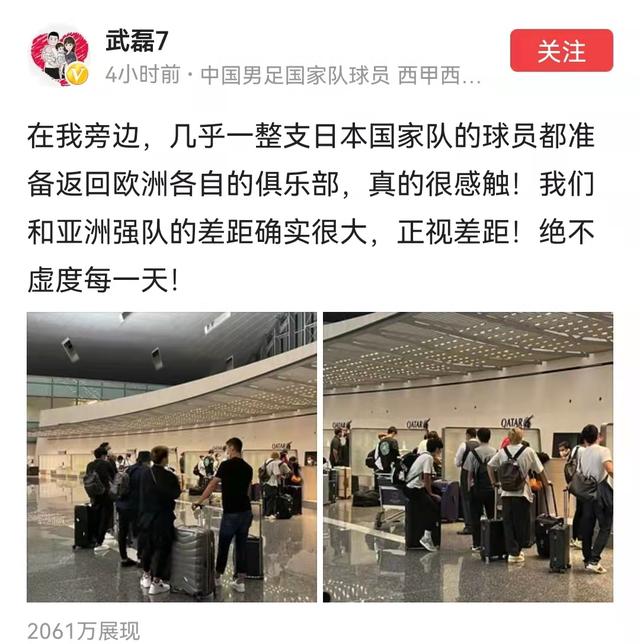 武磊7
4小时前·中国男足国家队球员 西甲西…
关注
在我旁边，几乎一整支日本国家队的球员都准
备返回欧洲各自的俱乐部，真的很感触！我们
和亚洲强队的差距确实很大，正视差距！绝不
虚度每一天！
QATAR
QATAR
QATAR
QATAR
QATAR
2061万展现